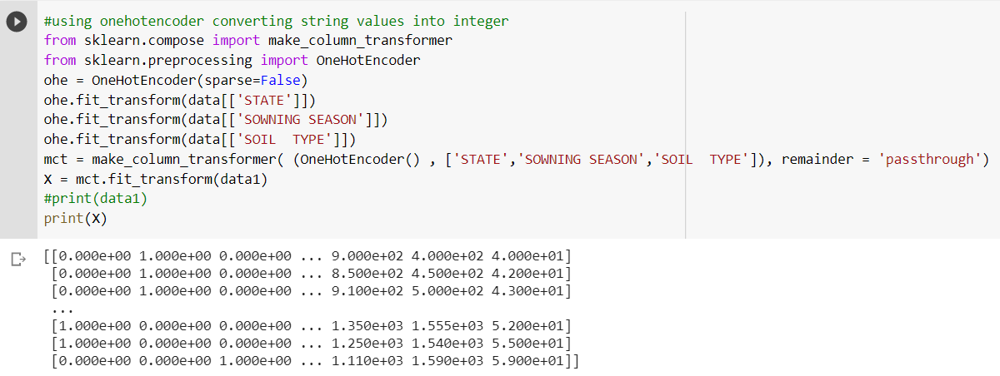 #using onehotencoder converting string values into integer
from sklearn.compose import make_column_transformer
from sklearn.preprocessing import OneHotEncoder
ohe = OneHotEncoder(sparse=False)
ohe.fit_transform(data[['STATE']])
ohe.fit_transform(data[['SOWNING SEASON']])
ohe.fit_transform(data[['SOIL  TYPE']])
mct = make_column_transformer( (OneHotEncoder() , ['STATE','SOWNING SEASON','SOIL  TYPE']), remainder = 'passthrough')
X = mct.fit_transform(data1)
#print(data1)
print(X)
[[0.000e+00 1.000e+00 0.000e+00 ... 9.000e+02 4.000e+02 4.000e+01]
[0.000e+00 1.000e+00 0.000e+00 ... 8.500e+02 4.500e+02 4.200e+01]
[0.000e+00 1.000e+00 0.000e+00 ... 9.100e+02 5.000e+02 4.300e+01]
...
[1.000e+00 0.000e+00 0.000e+00 ... 1.350e+03 1.555e+03 5.200e+01]
[1.000e+00 0.000e+00 0.000e+00 ... 1.250e+03 1.540e+03 5.500e+01]
[0.000e+00 0.000e+00 1.000e+00 ... 1.110e+03 1.590e+03 5.900e+01]]